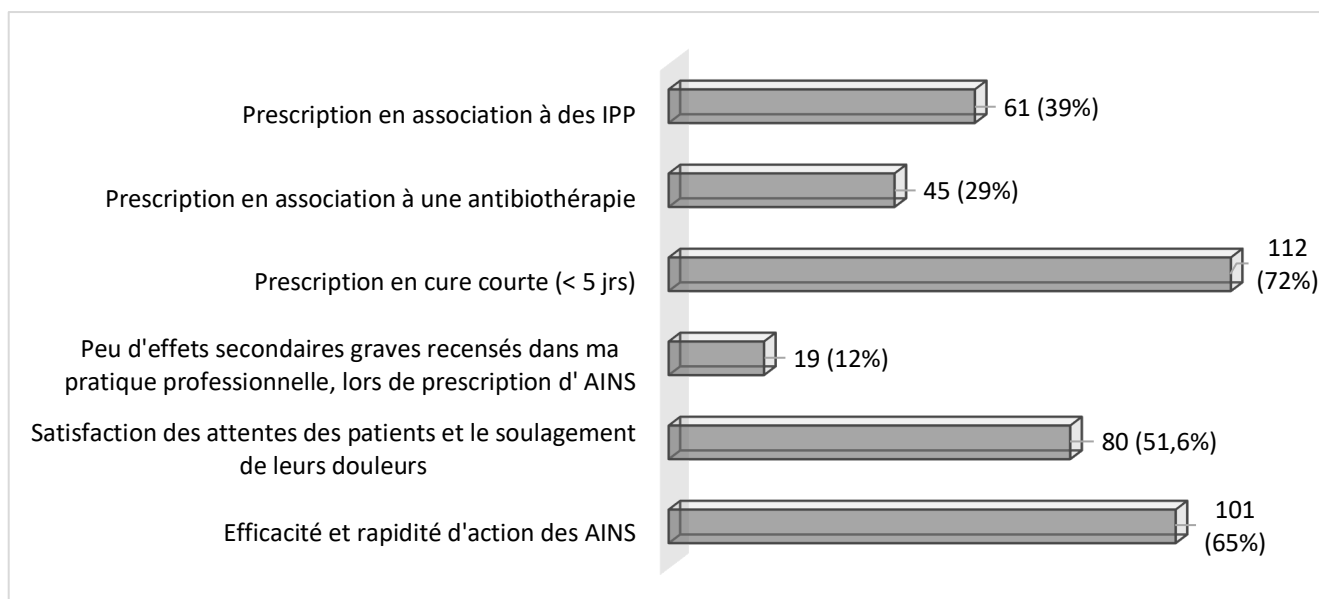 Prescription en association à des IPP
61 (39%)
Prescription en association à une antibiothérapie
45 (29%)
Prescription en cure courte (< 5 jrs)
112
(72%)
Peu d'effets secondaires graves recensés dans ma
pratique professionnelle, lors de prescription d' AINS
19 (12%)
Satisfaction des attentes des patients et le soulagement
de leurs douleurs
80 (51,6%)
Efficacité et rapidité d'action des AINS
101
(65%)